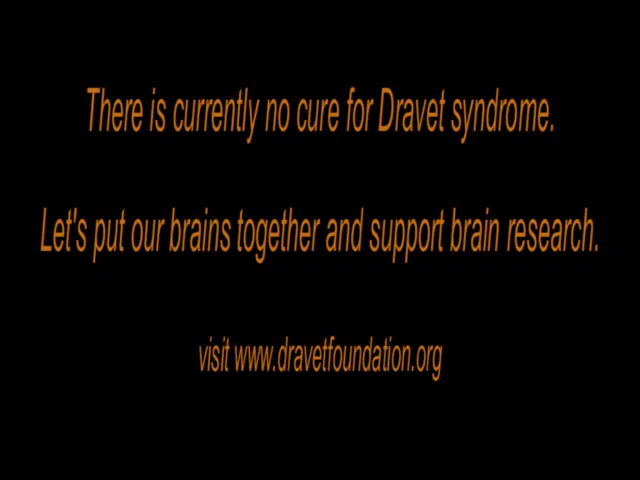 There is currently no cure for Dravet syndrome.
Let's put our brains together and support brain research.
visit www.dravetfoundation.org